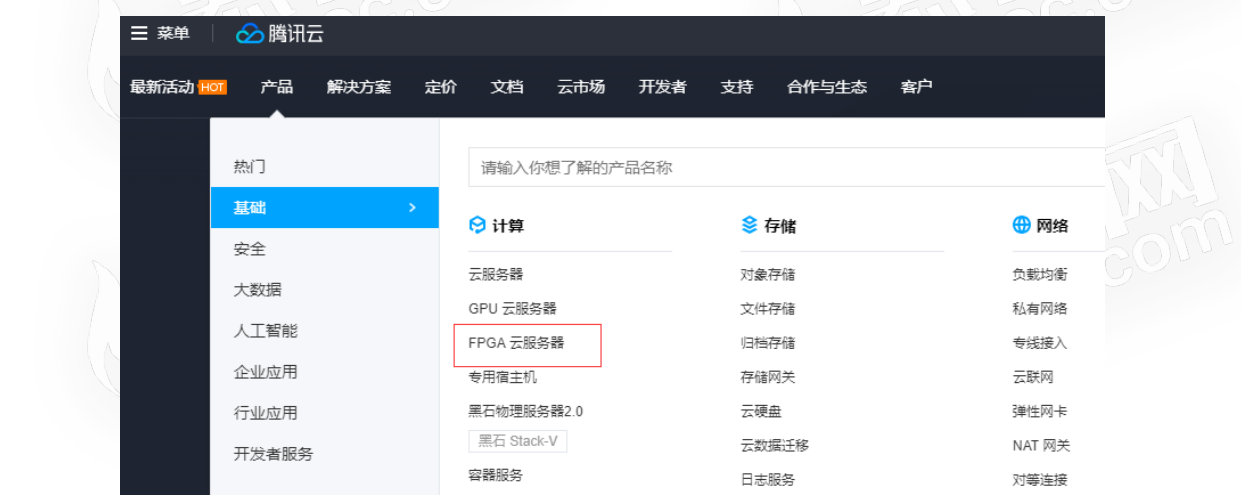 菜单 腾讯云
最新活动 HOT 产品 解决方案 定价 文档 云市场 开发者 支持 合作与生态 客户
热门
基础
安全
大数据
人工智能
企业应用
行业应用
开发者服务
请输入你想了解的产品名称
计算
云服务器
GPU 云服务器
FPGA 云服务器
专用宿主机
黑石物理服务器2.0
黑石 Stack-V
容器服务
存储
对象存储
文件存储
归档存储
存储网关
云硬盘
云数据迁移
日志服务
网络
负载均衡
私有网络
专线接入
云联网
弹性网卡
NAT 网关
对等连接
网
com